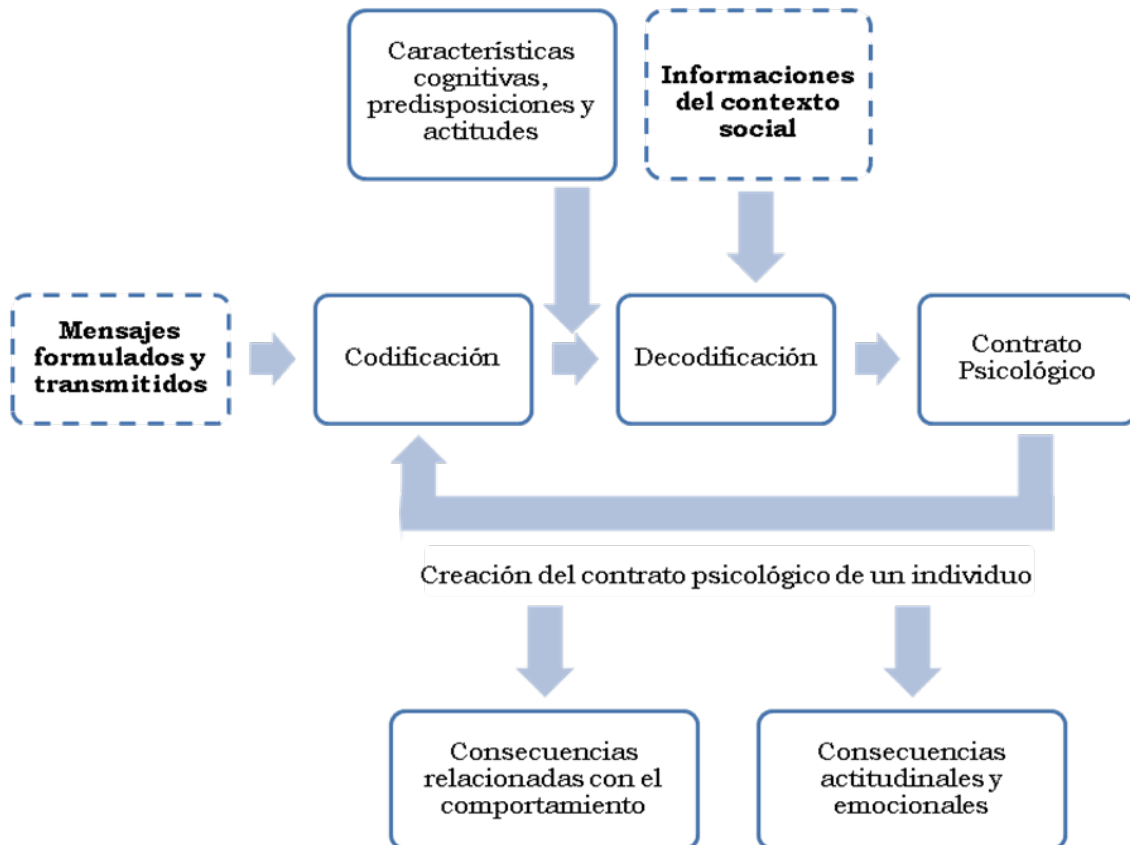 Características
cognitivas,
predisposiciones y
actitudes
Informaciones
del contexto
social
Mensajes
formulados y
transmitidos
Codificación
Decodificación
Contrato
Psicológico
Creación del contrato psicológico de un individuo
Consecuencias
relacionadas con el
comportamiento
Consecuencias
actitudinales y
emocionales